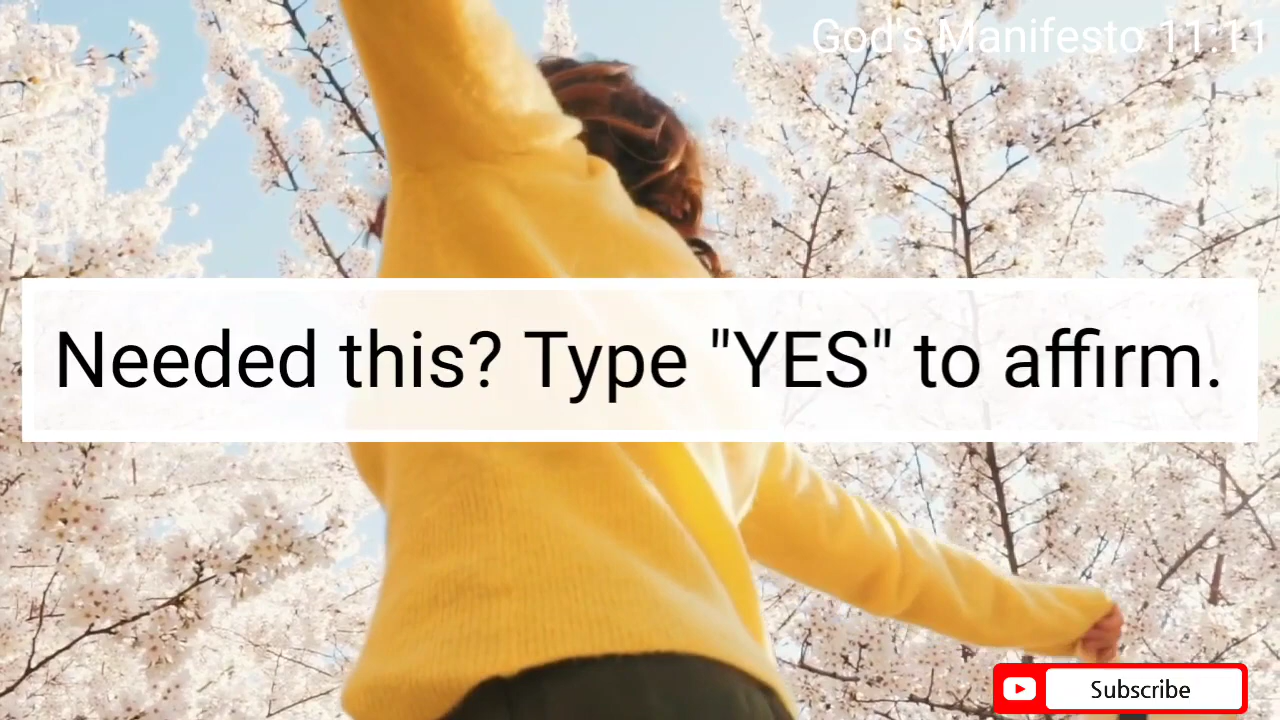 God's Manifesto 11:11
Needed this? Type "YES" to affirm.
Subscribe